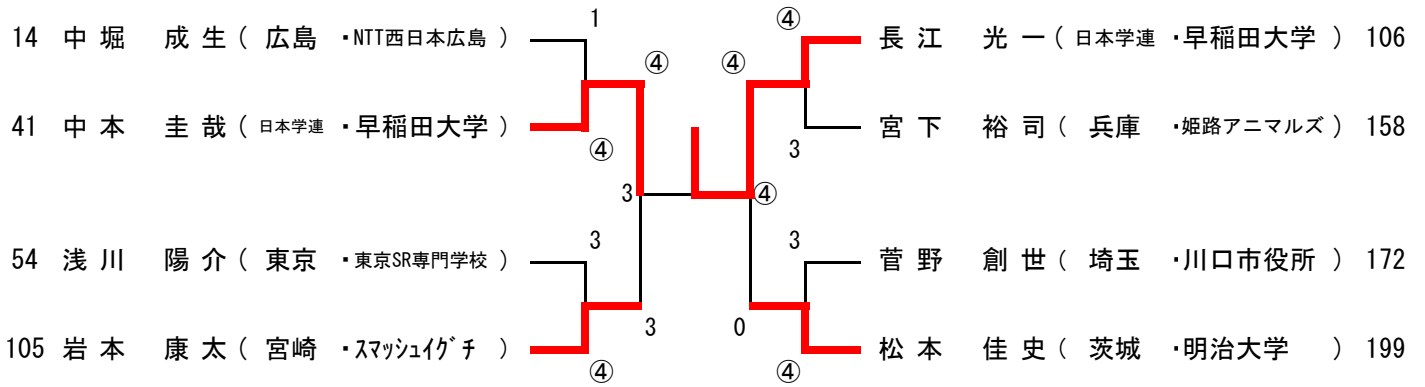 14 中堀 成生 ( 広島 ・NTT西日本広島 ) 1 ④ 長江 光一 ( 日本学連 ・早稲田大学 ) 106
④ ④
41 中本 圭哉 ( 日本学連 ・早稲田大学 ) ④ 3 宮下 裕司 ( 兵庫 ・姫路アニマルズ ) 158
3 ④
54 浅川 陽介 ( 東京 ・東京SR専門学校 ) 3 3 菅野 創世 ( 埼玉 ・川口市役所 ) 172
3 0
105 岩本 康太 ( 宮崎 ・スマッシュイグチ ) ④ ④ 松本 佳史 ( 茨城 ・明治大学 ) 199